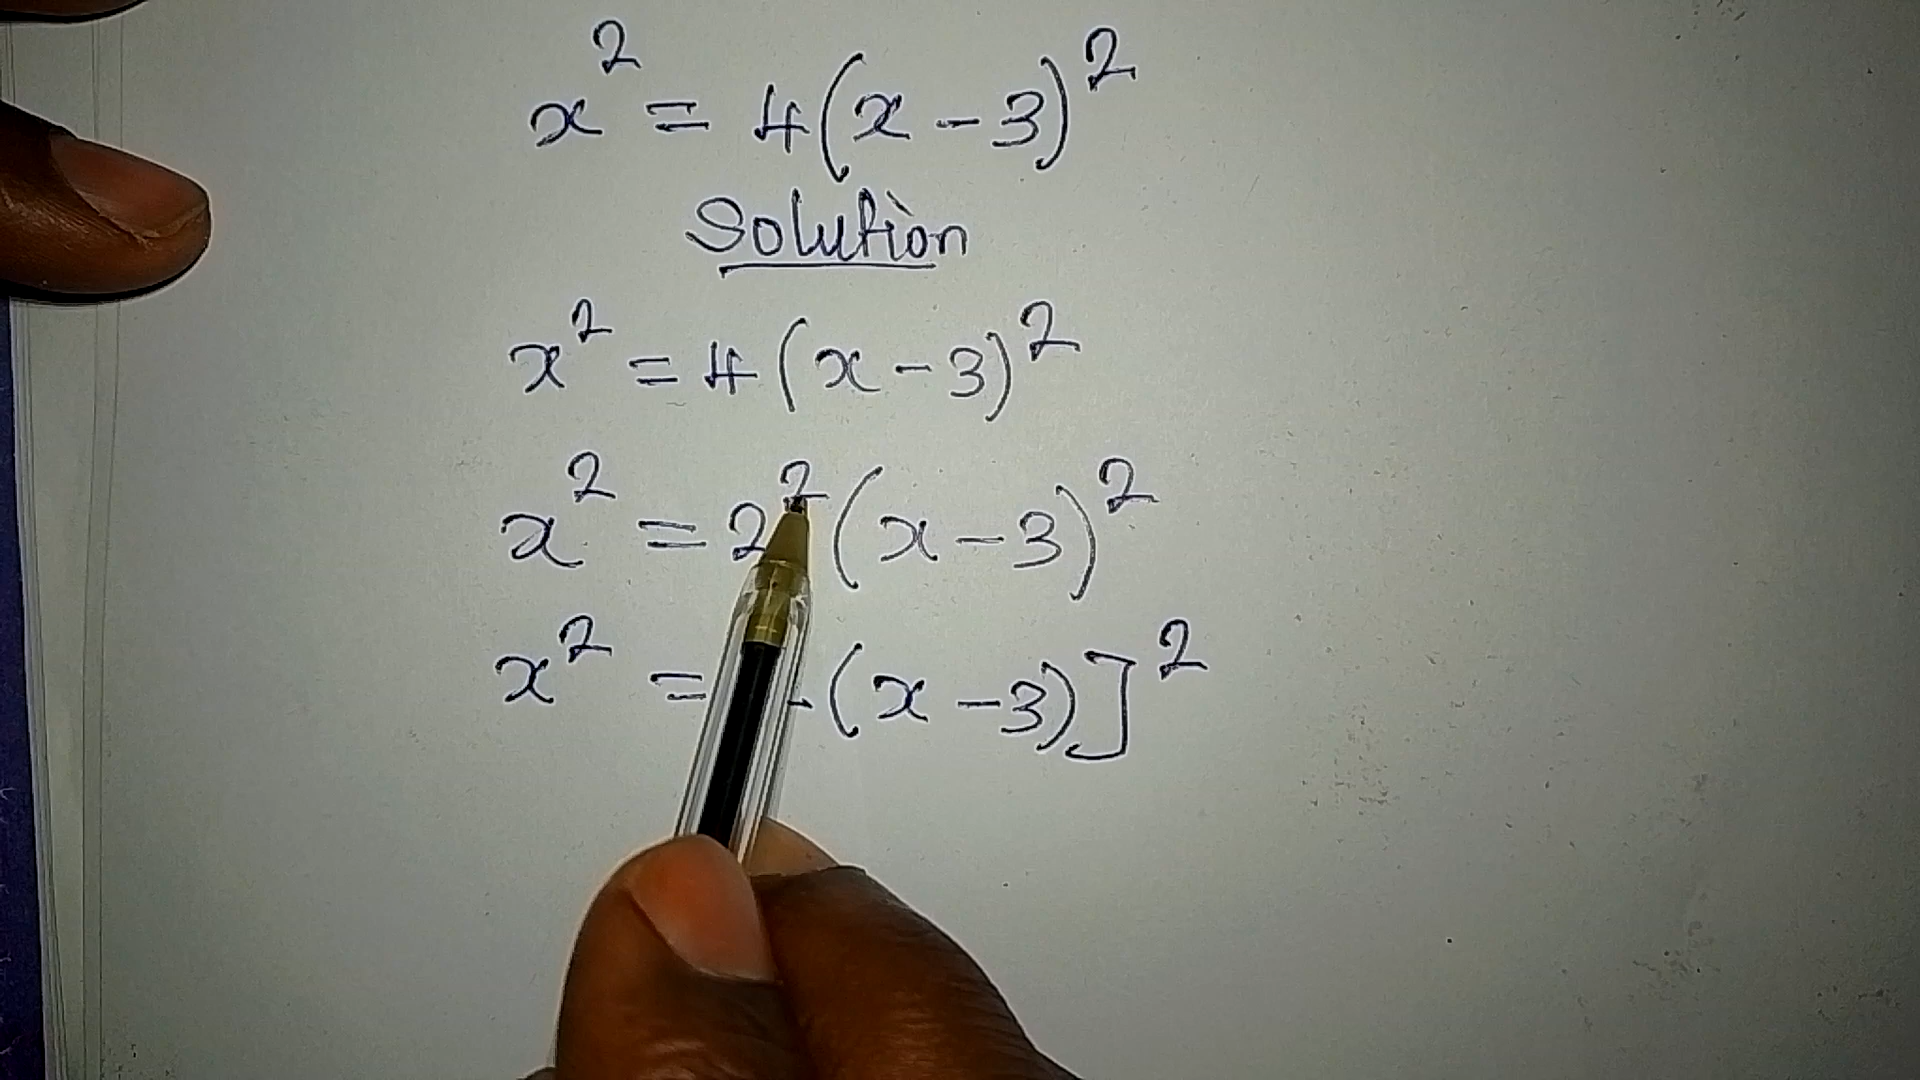 x² = 4(x - 3)²
Solution
x² = 4(x - 3)²
x² = 2²(x - 3)²
x² = (x - 3)]²